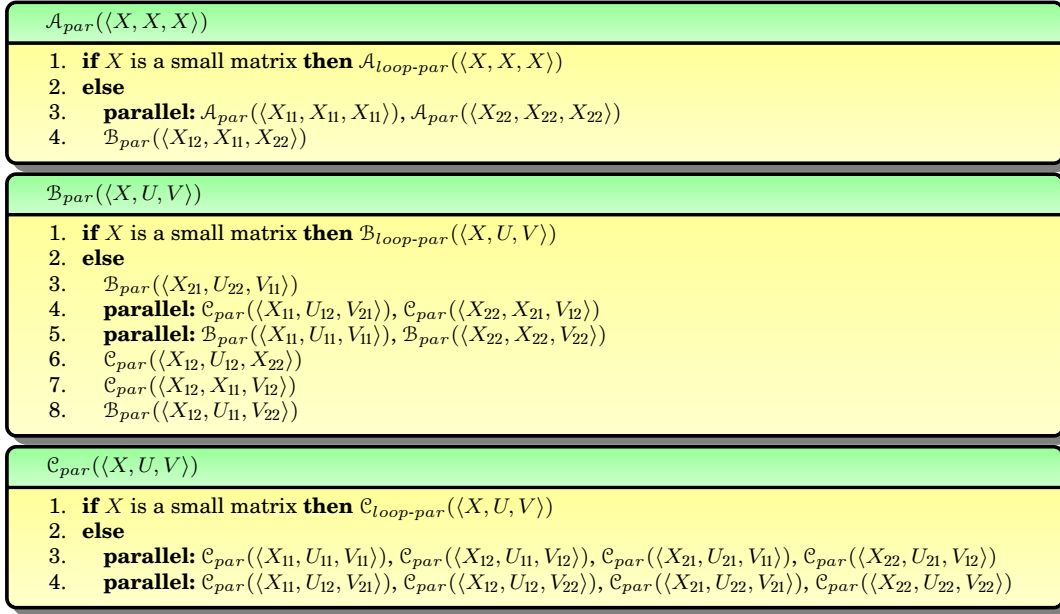 𝒜_par(⟨X, X, X⟩)
1. if X is a small matrix then 𝒜_loop-par(⟨X, X, X⟩)
2. else
3. parallel: 𝒜_par(⟨X₁₁, X₁₁, X₁₁⟩), 𝒜_par(⟨X₂₂, X₂₂, X₂₂⟩)
4. ℬ_par(⟨X₁₂, X₁₁, X₂₂⟩)
ℬ_par(⟨X, U, V⟩)
1. if X is a small matrix then ℬ_loop-par(⟨X, U, V⟩)
2. else
3. ℬ_par(⟨X₂₁, U₂₂, V₁₁⟩)
4. parallel: 𝒞_par(⟨X₁₁, U₁₂, V₂₁⟩), 𝒞_par(⟨X₂₂, X₂₁, V₁₂⟩)
5. parallel: ℬ_par(⟨X₁₁, U₁₁, V₁₁⟩), ℬ_par(⟨X₂₂, X₂₂, V₂₂⟩)
6. 𝒞_par(⟨X₁₂, U₁₂, X₂₂⟩)
7. 𝒞_par(⟨X₁₂, X₁₁, V₁₂⟩)
8. ℬ_par(⟨X₁₂, U₁₁, V₂₂⟩)
𝒞_par(⟨X, U, V⟩)
1. if X is a small matrix then 𝒞_loop-par(⟨X, U, V⟩)
2. else
3. parallel: 𝒞_par(⟨X₁₁, U₁₁, V₁₁⟩), 𝒞_par(⟨X₁₂, U₁₁, V₁₂⟩), 𝒞_par(⟨X₂₁, U₂₁, V₁₁⟩), 𝒞_par(⟨X₂₂, U₂₁, V₁₂⟩)
4. parallel: 𝒞_par(⟨X₁₁, U₁₂, V₂₁⟩), 𝒞_par(⟨X₁₂, U₁₂, V₂₂⟩), 𝒞_par(⟨X₂₁, U₂₂, V₂₁⟩), 𝒞_par(⟨X₂₂, U₂₂, V₂₂⟩)